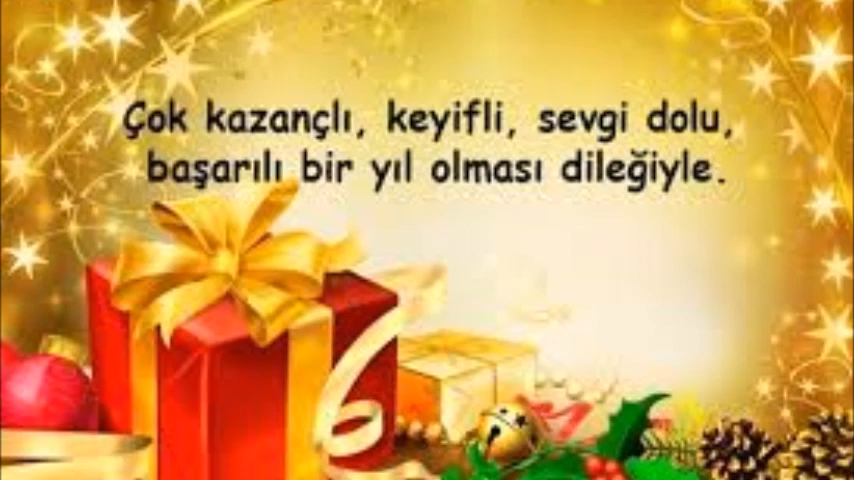 Çok kazançlı, keyifli, sevgi dolu,
başarılı bir yıl olması dileğiyle.